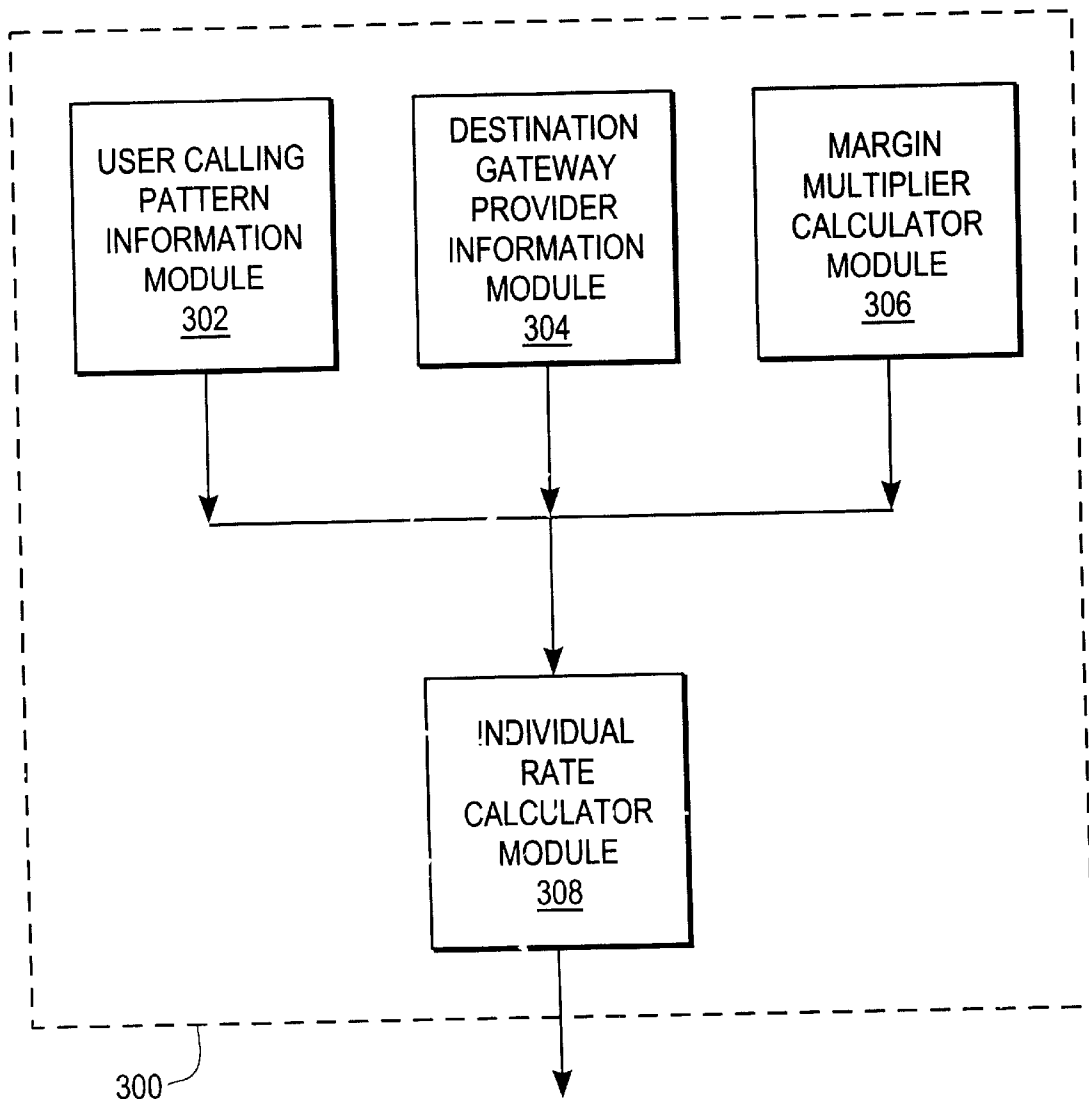 USER CALLING
PATTERN
INFORMATION
MODULE
302
DESTINATION
GATEWAY
PROVIDER
INFORMATION
MODULE
304
MARGIN
MULTIPLIER
CALCULATOR
MODULE
306
INDIVIDUAL
RATE
CALCULATOR
MODULE
308
300